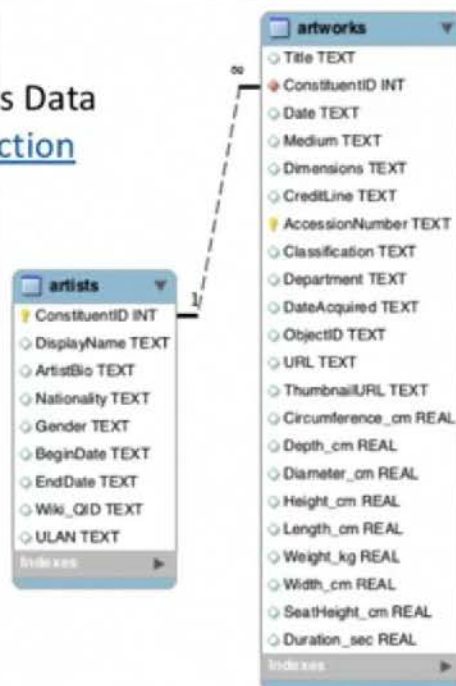 s Data
ction
artworks
Title TEXT
ConstituentID INT
Date TEXT
Medium TEXT
Dimensions TEXT
CreditLine TEXT
AccessionNumber TEXT
Classification TEXT
Department TEXT
DateAcquired TEXT
ObjectID TEXT
URL TEXT
ThumbnailURL TEXT
Circumference_cm REAL
Depth_cm REAL
Diameter_cm REAL
Height_cm REAL
Length_cm REAL
Weight_kg REAL
Width_cm REAL
SeatHeight_cm REAL
Duration_sec REAL
Indexes
∞
1
artists
ConstituentID INT
DisplayName TEXT
ArtistBio TEXT
Nationality TEXT
Gender TEXT
BeginDate TEXT
EndDate TEXT
Wiki_QID TEXT
ULAN TEXT
Indexes